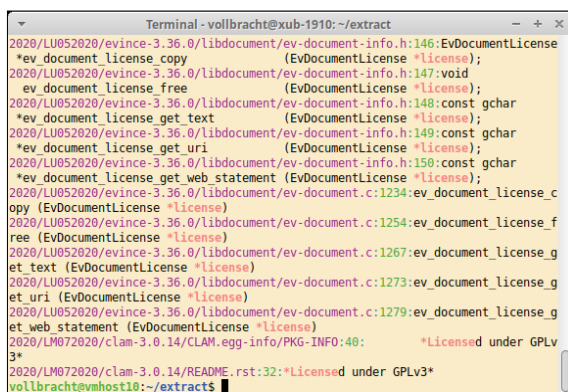 Terminal - vollbracht@xub-1910: ~/extract
2020/LU052020/evince-3.36.0/libdocument/ev-document-info.h:146:EvDocumentLicense
 *ev_document_license_copy          (EvDocumentLicense *license);
2020/LU052020/evince-3.36.0/libdocument/ev-document-info.h:147:void
  ev_document_license_free          (EvDocumentLicense *license);
2020/LU052020/evince-3.36.0/libdocument/ev-document-info.h:148:const gchar
 *ev_document_license_get_text      (EvDocumentLicense *license);
2020/LU052020/evince-3.36.0/libdocument/ev-document-info.h:149:const gchar
 *ev_document_license_get_uri       (EvDocumentLicense *license);
2020/LU052020/evince-3.36.0/libdocument/ev-document-info.h:150:const gchar
 *ev_document_license_get_web_statement (EvDocumentLicense *license);
2020/LU052020/evince-3.36.0/libdocument/ev-document.c:1234:ev_document_license_c
opy (EvDocumentLicense *license)
2020/LU052020/evince-3.36.0/libdocument/ev-document.c:1254:ev_document_license_f
ree (EvDocumentLicense *license)
2020/LU052020/evince-3.36.0/libdocument/ev-document.c:1267:ev_document_license_g
et_text (EvDocumentLicense *license)
2020/LU052020/evince-3.36.0/libdocument/ev-document.c:1273:ev_document_license_g
et_uri (EvDocumentLicense *license)
2020/LU052020/evince-3.36.0/libdocument/ev-document.c:1279:ev_document_license_g
et_web_statement (EvDocumentLicense *license)
2020/LM072020/clam-3.0.14/CLAM.egg-info/PKG-INFO:40:        *Licensed under GPLv
3*
2020/LM072020/clam-3.0.14/README.rst:32:*Licensed under GPLv3*
vollbracht@vmhost10:~/extract$